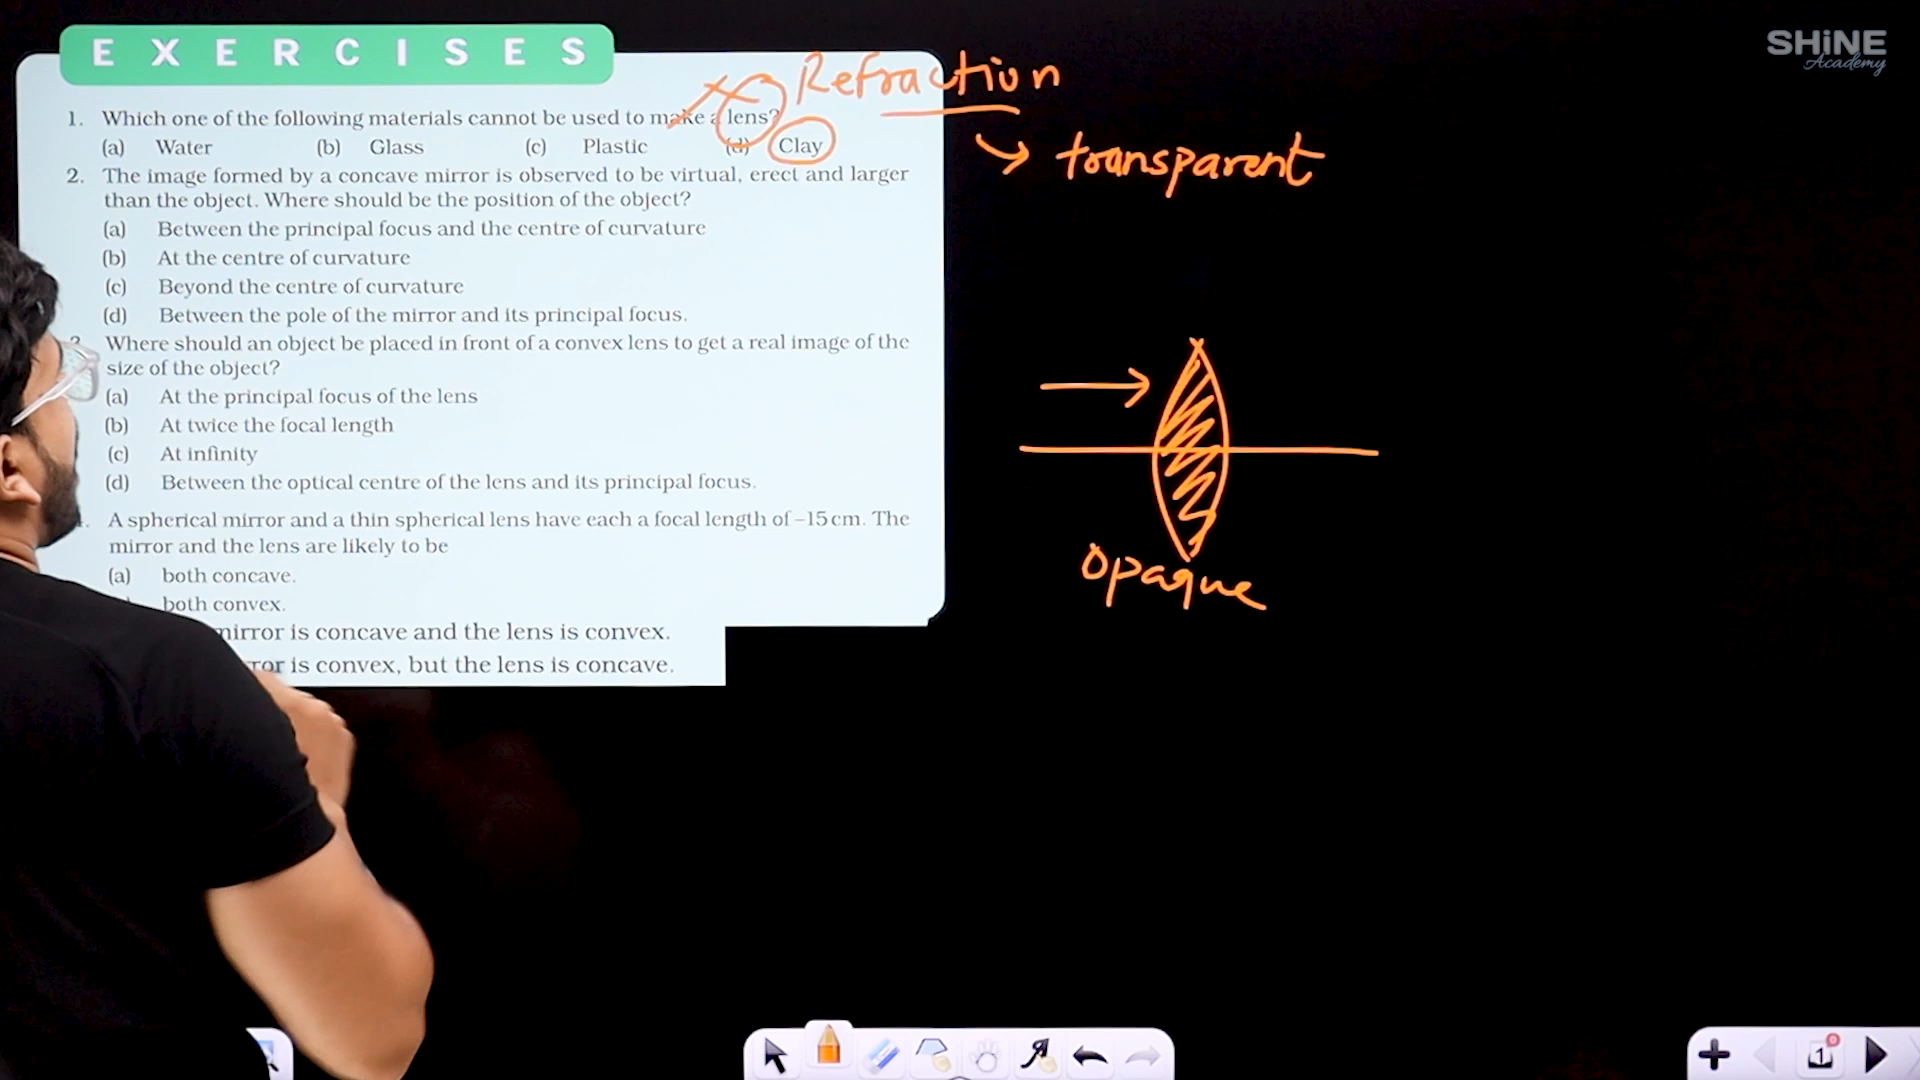 SHiNE
Academy
EXERCISES
Refraction
1. Which one of the following materials cannot be used to make a lens?
(a) Water (b) Glass (c) Plastic (d) Clay
transparent
2. The image formed by a concave mirror is observed to be virtual, erect and larger
than the object. Where should be the position of the object?
(a) Between the principal focus and the centre of curvature
(b) At the centre of curvature
(c) Beyond the centre of curvature
(d) Between the pole of the mirror and its principal focus.
Where should an object be placed in front of a convex lens to get a real image of the
size of the object?
(a) At the principal focus of the lens
(b) At twice the focal length
(c) At infinity
(d) Between the optical centre of the lens and its principal focus.
A spherical mirror and a thin spherical lens have each a focal length of –15 cm. The
mirror and the lens are likely to be
(a) both concave.
both convex.
mirror is concave and the lens is convex.
is convex, but the lens is concave.
opaque
1